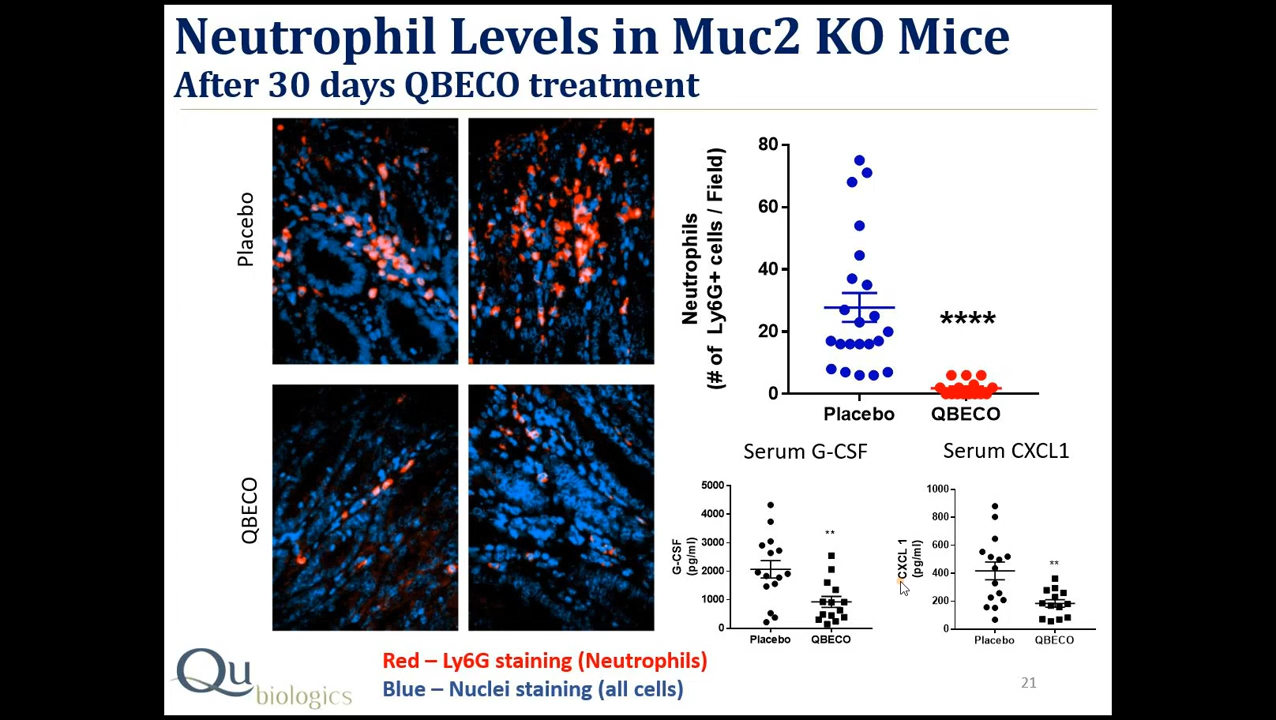 Neutrophil Levels in Muc2 KO Mice
After 30 days QBECO treatment
Placebo
QBECO
Neutrophils
(# of Ly6G+ cells / Field)
80
60
40
20
0
****
Placebo
QBECO
Serum G-CSF
G-CSF
(pg/ml)
5000
4000
3000
2000
1000
0
**
Placebo
QBECO
Serum CXCL1
CXCL 1
(pg/ml)
1000
800
600
400
200
0
**
Placebo
QBECO
Red – Ly6G staining (Neutrophils)
Blue – Nuclei staining (all cells)
Qu
biologics
21